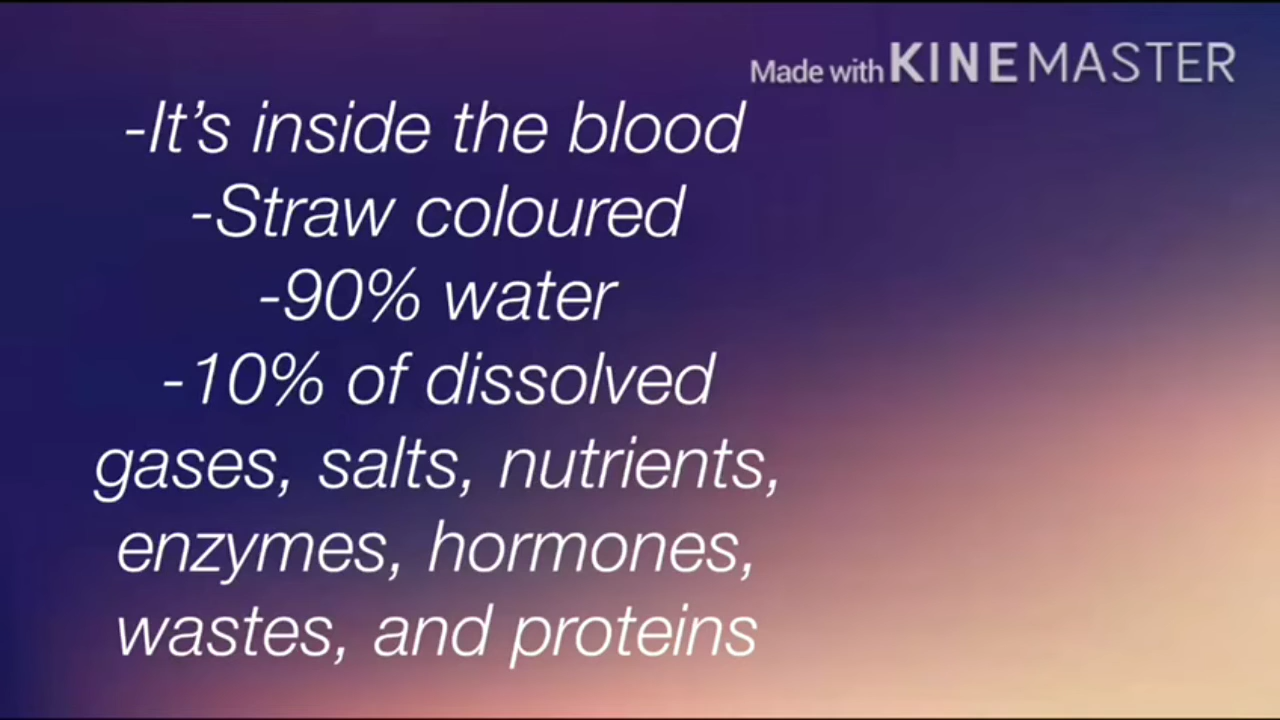 Made with KINEMASTER
-It’s inside the blood
-Straw coloured
-90% water
-10% of dissolved
gases, salts, nutrients,
enzymes, hormones,
wastes, and proteins